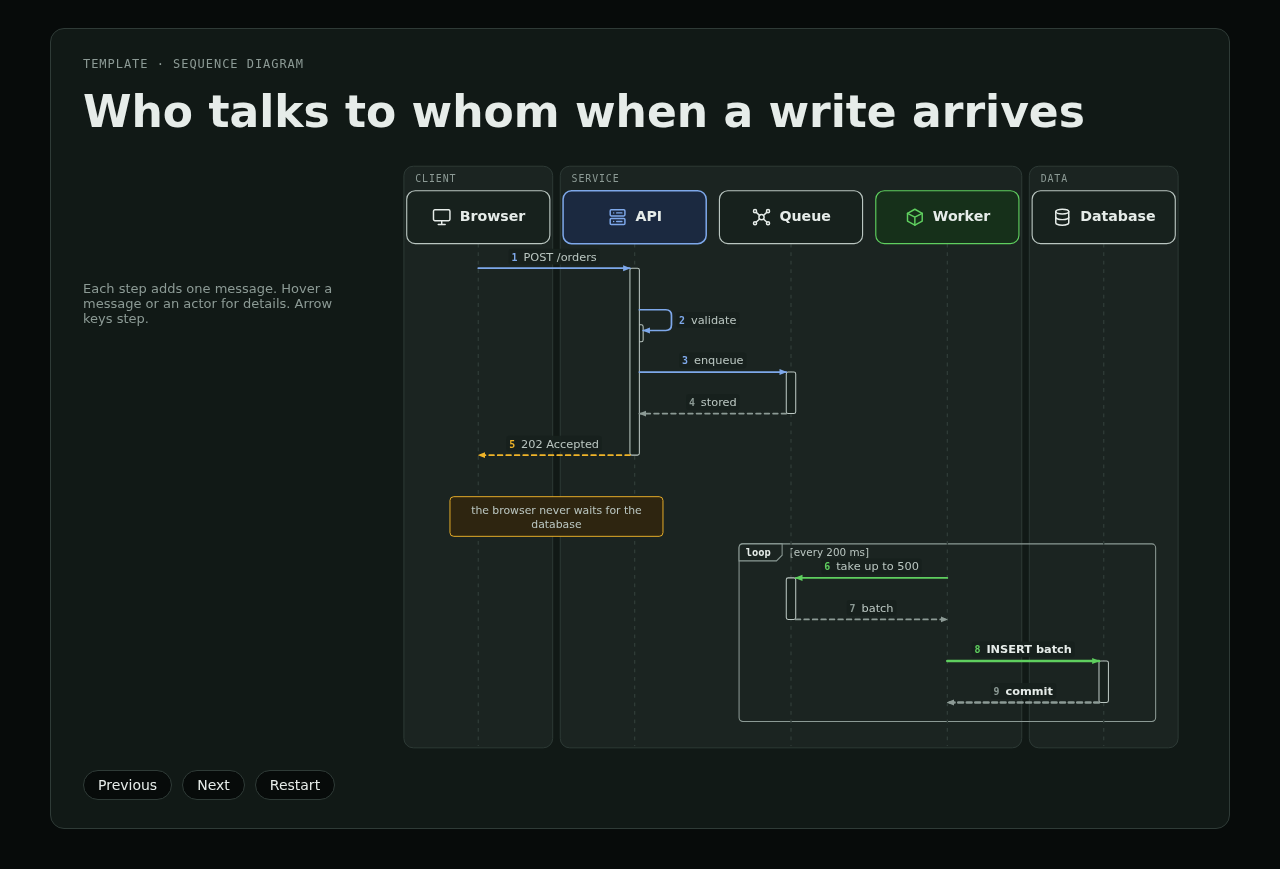 TEMPLATE · SEQUENCE DIAGRAM
Who talks to whom when a write arrives
Each step adds one message. Hover a
message or an actor for details. Arrow
keys step.
CLIENT
SERVICE
DATA
Browser
API
Queue
Worker
Database
1 POST /orders
2 validate
3 enqueue
4 stored
5 202 Accepted
the browser never waits for the
database
loop [every 200 ms]
6 take up to 500
7 batch
8 INSERT batch
9 commit
Previous
Next
Restart